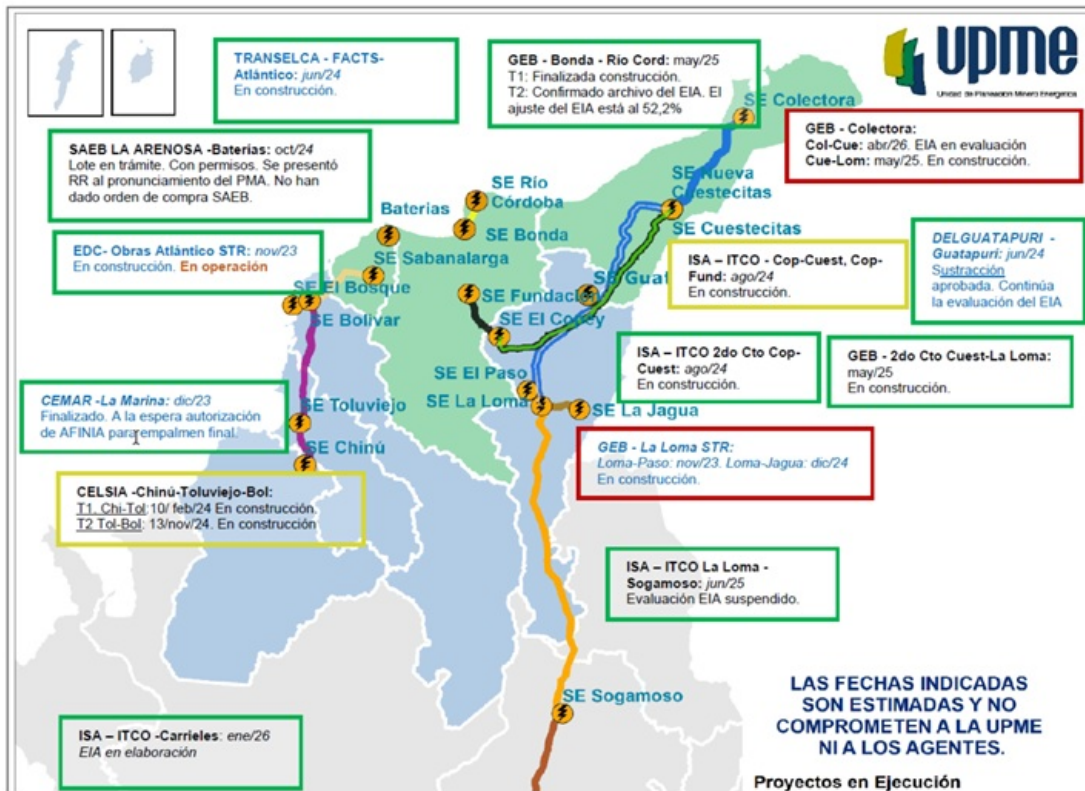 upme
Unidad de Planeación Minero Energética
TRANSELCA - FACTS-
Atlántico: jun/24
En construcción.
GEB - Bonda - Río Cord: may/25
T1: Finalizada construcción.
T2: Confirmado archivo del EIA. El
ajuste del EIA está al 52,2%
SE Colectora
GEB - Colectora:
Col-Cue: abr/26. EIA en evaluación
Cue-Lom: may/25. En construcción.
SAEB LA ARENOSA -Baterías: oct/24
Lote en trámite. Con permisos. Se presentó
RR al pronunciamiento del PMA. No han
dado orden de compra SAEB.
SE Río
Córdoba
SE Nueva
Cuestecitas
Baterías
SE Bonda
SE Cuestecitas
EDC- Obras Atlántico STR: nov/23
En construcción. En operación
SE Sabanalarga
ISA – ITCO - Cop-Cuest, Cop-
Fund: ago/24
En construcción.
DELGUATAPURI -
Guatapuri: jun/24
Sustracción
aprobada. Continúa
la evaluación del EIA
SE El Bosque
SE Bolívar
SE Fundación
SE Guat
SE El Copey
ISA – ITCO 2do Cto Cop-
Cuest: ago/24
En construcción.
GEB - 2do Cto Cuest-La Loma:
may/25
En construcción.
CEMAR -La Marina: dic/23
Finalizado. A la espera autorización
de AFINIA para empalmen final.
SE El Paso
SE La Loma
SE La Jagua
SE Toluviejo
SE Chinú
GEB - La Loma STR:
Loma-Paso: nov/23. Loma-Jagua: dic/24
En construcción.
CELSIA -Chinú-Toluviejo-Bol:
T1. Chi-Tol: 10/ feb/24 En construcción.
T2 Tol-Bol: 13/nov/24. En construcción
ISA – ITCO La Loma -
Sogamoso: jun/25
Evaluación EIA suspendido.
SE Sogamoso
LAS FECHAS INDICADAS
SON ESTIMADAS Y NO
COMPROMETEN A LA UPME
NI A LOS AGENTES.
ISA – ITCO -Carrieles: ene/26
EIA en elaboración
Proyectos en Ejecución